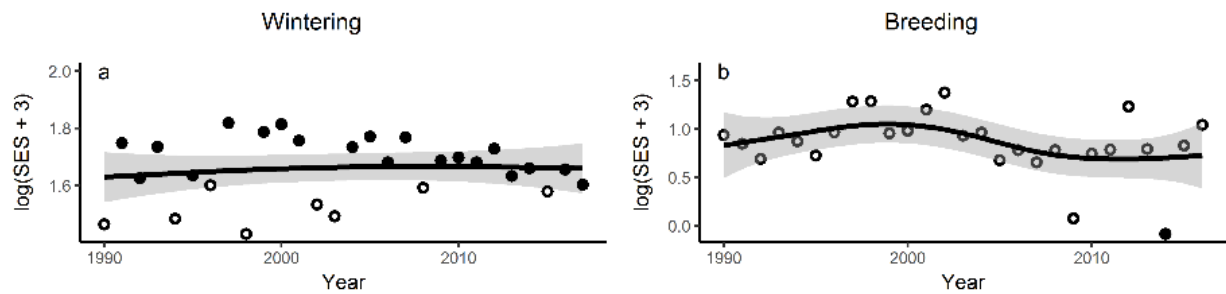 Wintering
a
2.0
1.8
1.6
log(SES + 3)
1990
2000
2010
Year
Breeding
b
1.5
1.0
0.5
0.0
log(SES + 3)
1990
2000
2010
Year